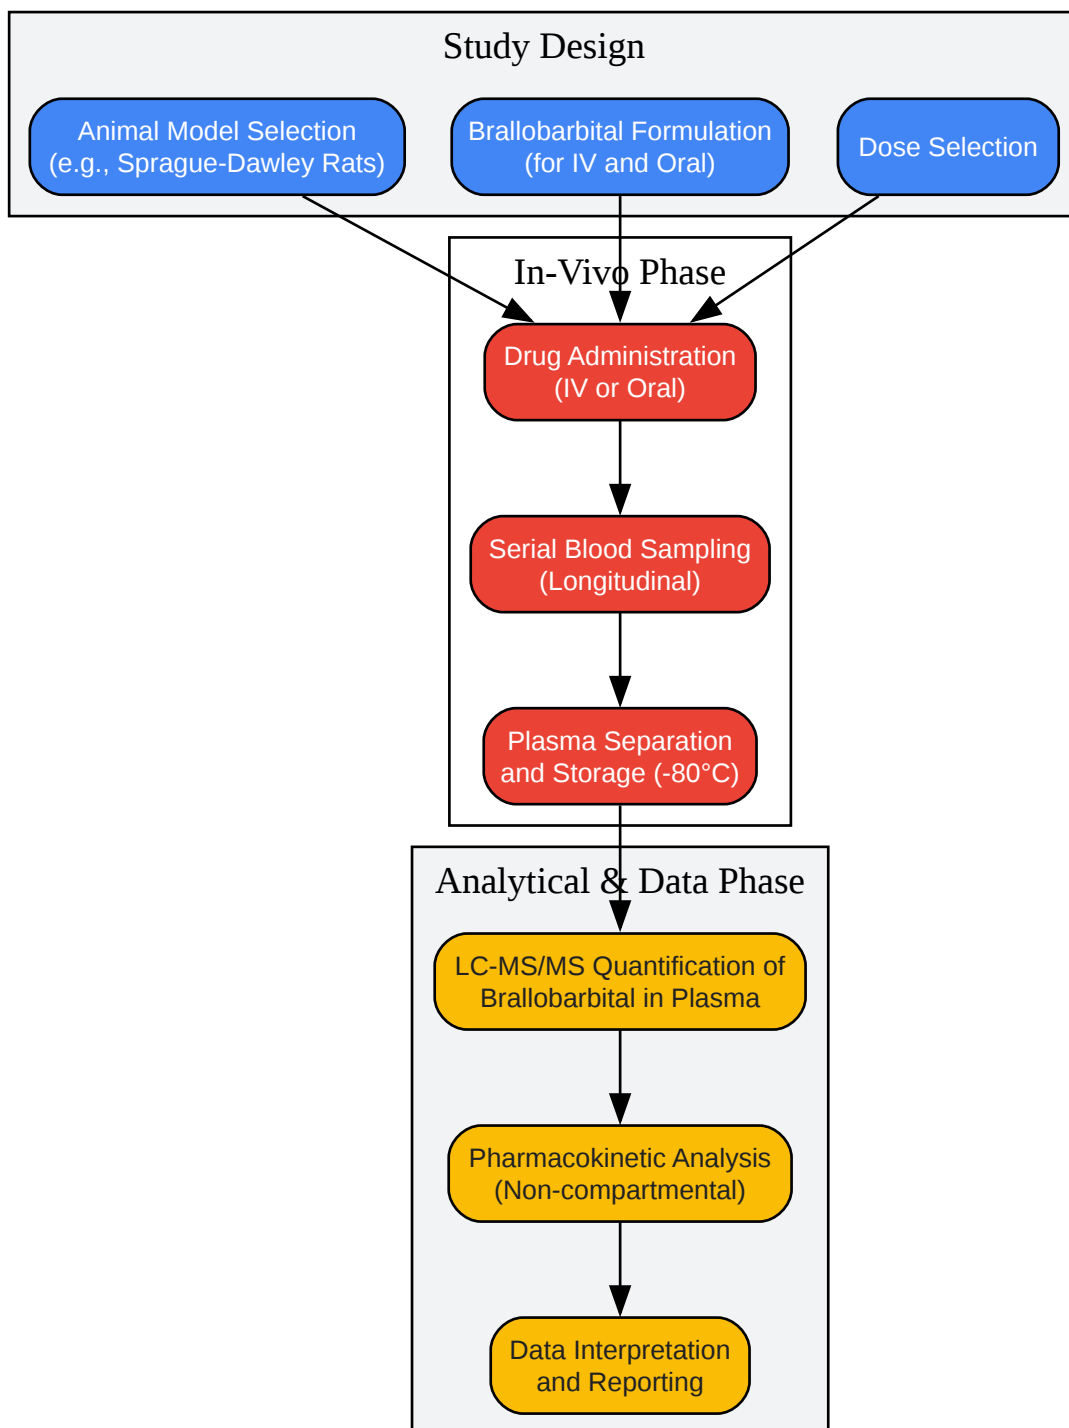 Study Design
Animal Model Selection
(e.g., Sprague-Dawley Rats)
Brallobarbital Formulation
(for IV and Oral)
Dose Selection
In-Vivo Phase
Drug Administration
(IV or Oral)
Serial Blood Sampling
(Longitudinal)
Plasma Separation
and Storage (-80°C)
Analytical & Data Phase
LC-MS/MS Quantification of
Brallobarbital in Plasma
Pharmacokinetic Analysis
(Non-compartmental)
Data Interpretation
and Reporting